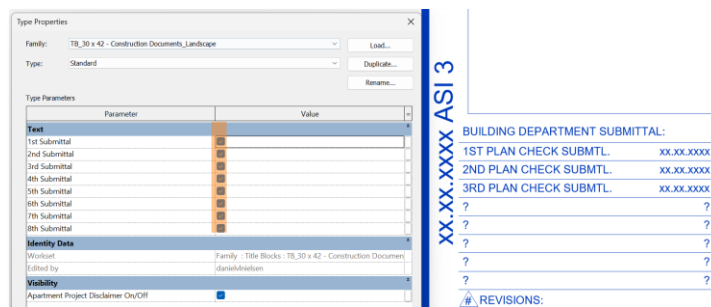 Type Properties
Family: TB_30 x 42 - Construction Documents_Landscape Load...
Type: Standard Duplicate...
Rename...
Type Parameters
Parameter Value =
Text
1st Submittal
2nd Submittal
3rd Submittal
4th Submittal
5th Submittal
6th Submittal
7th Submittal
8th Submittal
Identity Data
Workset Family : Title Blocks : TB_30 x 42 - Construction Documen
Edited by danielvlnielsen
Visibility
Apartment Project Disclaimer On/Off
xx.xx.xxxx ASI 3
BUILDING DEPARTMENT SUBMITTAL:
1ST PLAN CHECK SUBMTL. xx.xx.xxxx
2ND PLAN CHECK SUBMTL. xx.xx.xxxx
3RD PLAN CHECK SUBMTL. xx.xx.xxxx
? ?
? ?
? ?
? ?
? ?
# REVISIONS: